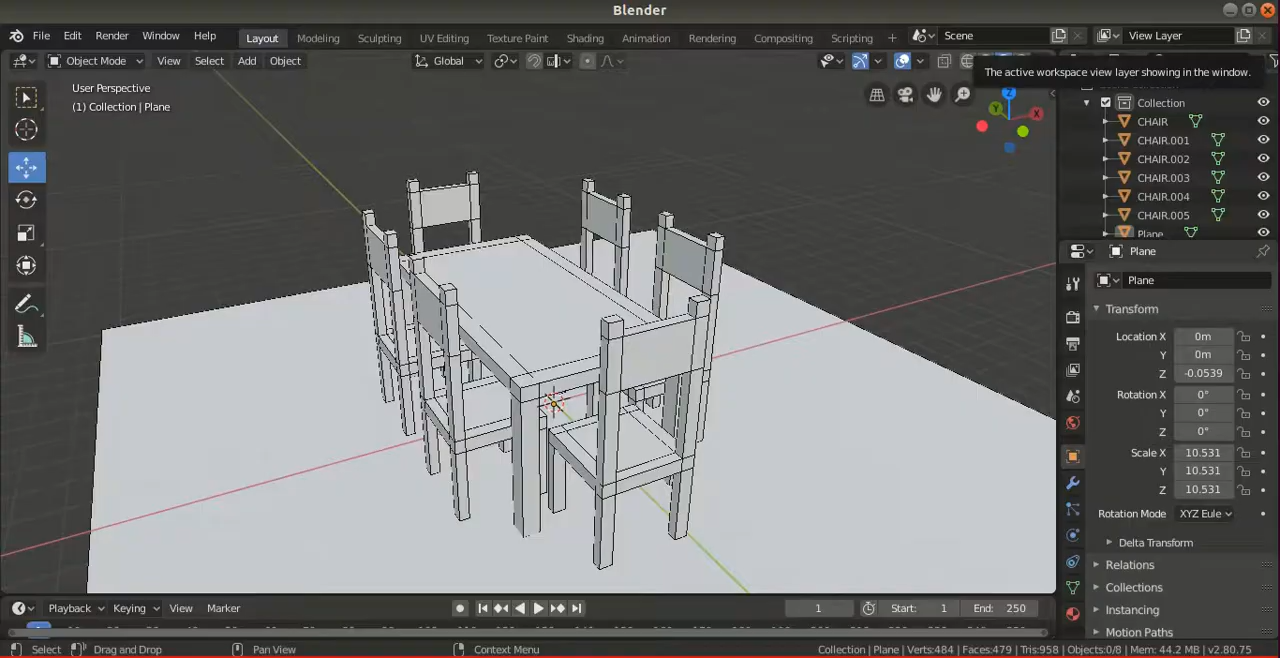 Blender
File Edit Render Window Help Layout Modeling Sculpting UV Editing Texture Paint Shading Animation Rendering Compositing Scripting + Scene View Layer
Object Mode View Select Add Object Global
The active workspace view layer showing in the window.
User Perspective
(1) Collection | Plane
Z
Y
X
Collection
CHAIR
CHAIR.001
CHAIR.002
CHAIR.003
CHAIR.004
CHAIR.005
Plane
Plane
Plane
Transform
Location X 0m
Y 0m
Z -0.0539
Rotation X 0°
Y 0°
Z 0°
Scale X 10.531
Y 10.531
Z 10.531
Rotation Mode XYZ Eule
Delta Transform
Relations
Collections
Instancing
Motion Paths
Playback Keying View Marker 1 Start: 1 End: 250
Select Drag and Drop Pan View Context Menu Collection | Plane | Verts:484 | Faces:479 | Tris:958 | Objects:0/8 | Mem: 44.2 MB | v2.80.75